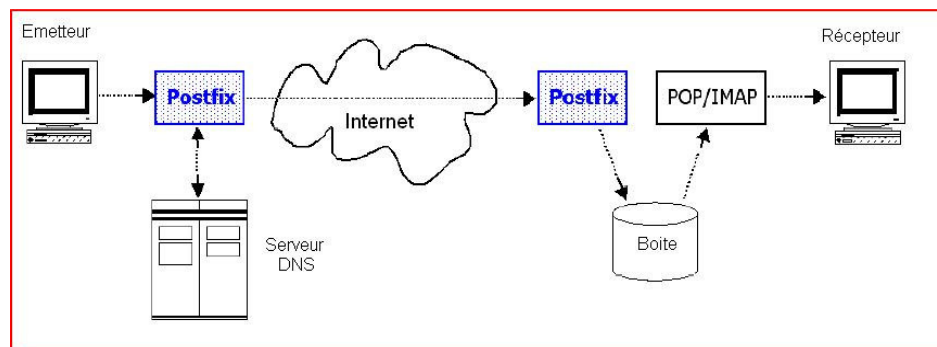 Emetteur
Récepteur
Postfix
Postfix
POP/IMAP
Internet
Serveur
DNS
Boite